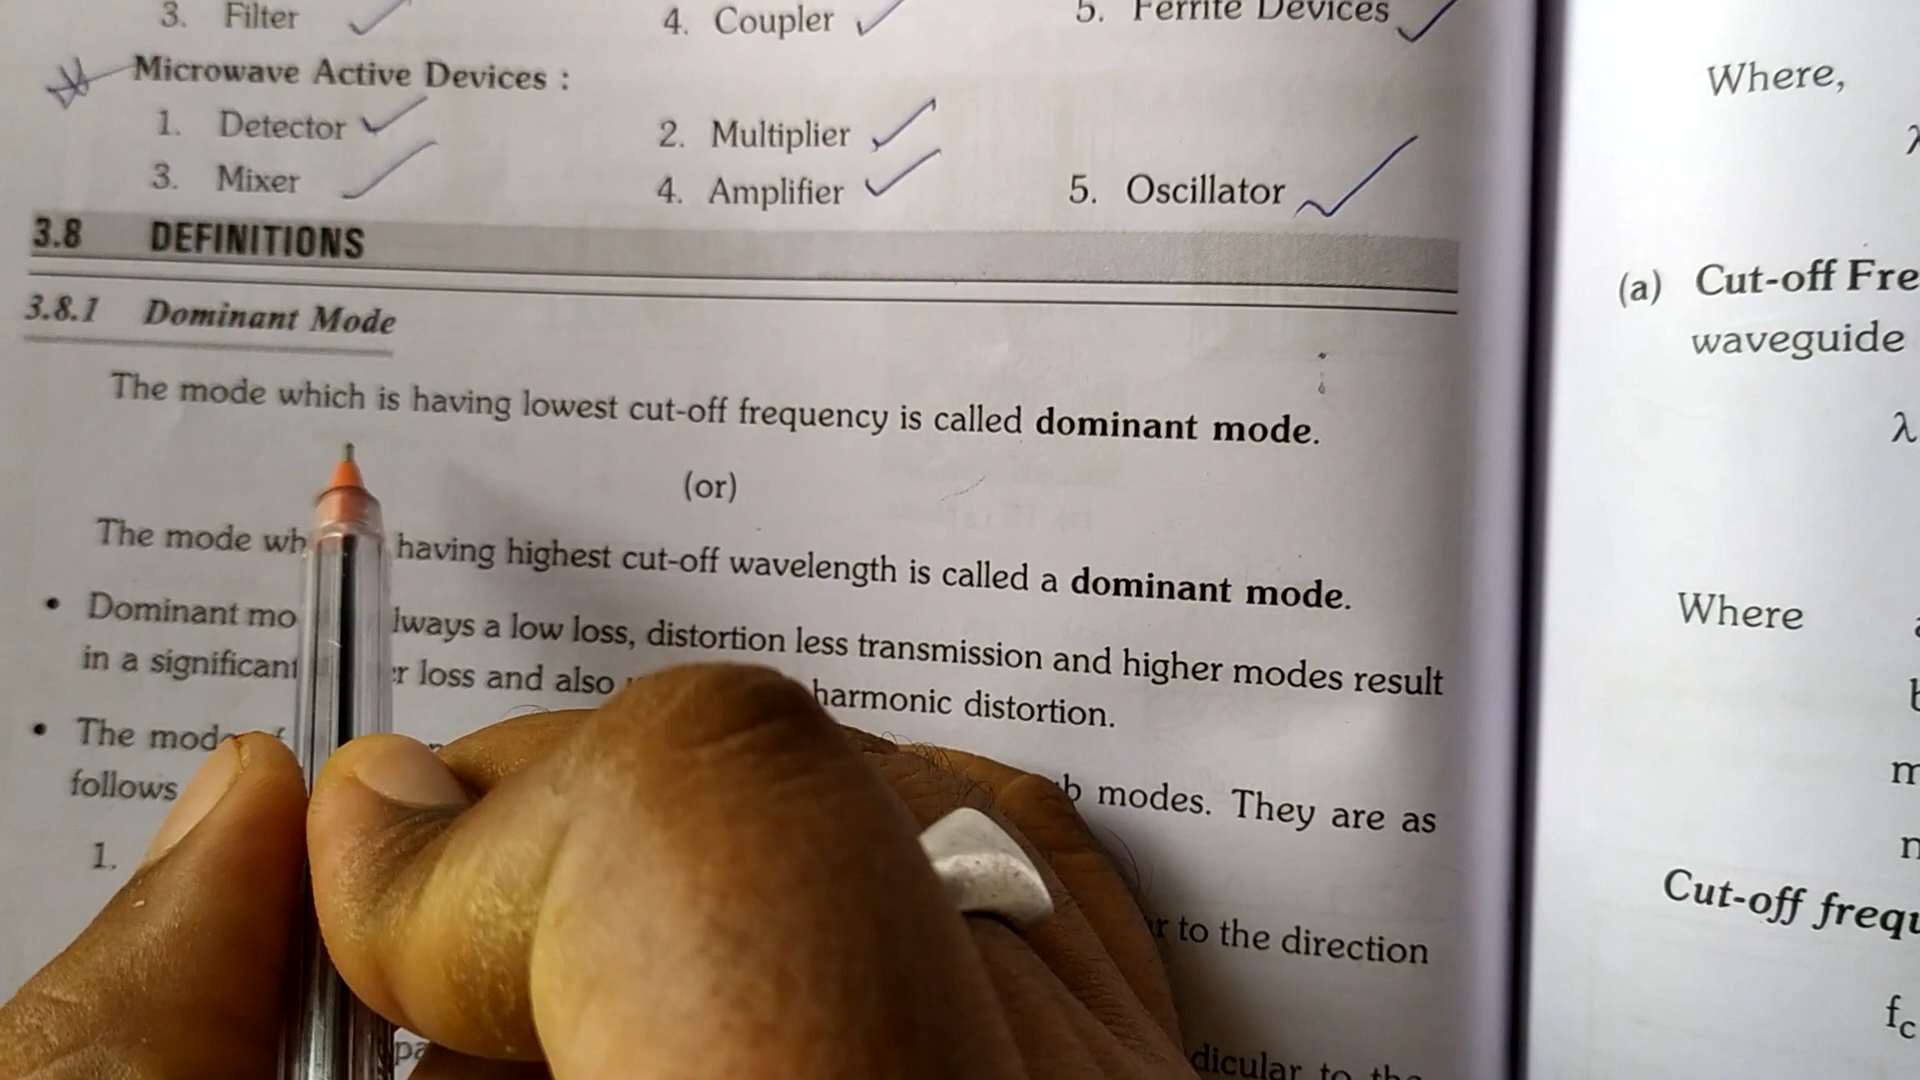 3. Filter 4. Coupler 5. Ferrite Devices
Microwave Active Devices :
1. Detector 2. Multiplier
3. Mixer 4. Amplifier 5. Oscillator
3.8 DEFINITIONS
3.8.1 Dominant Mode
The mode which is having lowest cut-off frequency is called dominant mode.
(or)
The mode wh having highest cut-off wavelength is called a dominant mode.
• Dominant mo lways a low loss, distortion less transmission and higher modes result
in a significant r loss and also harmonic distortion.
• The mod
follows b modes. They are as
1.
r to the direction
pa dicular to the
Where,
λ
(a) Cut-off Fre
waveguide
λ
Where
b
m
n
Cut-off frequ
fc